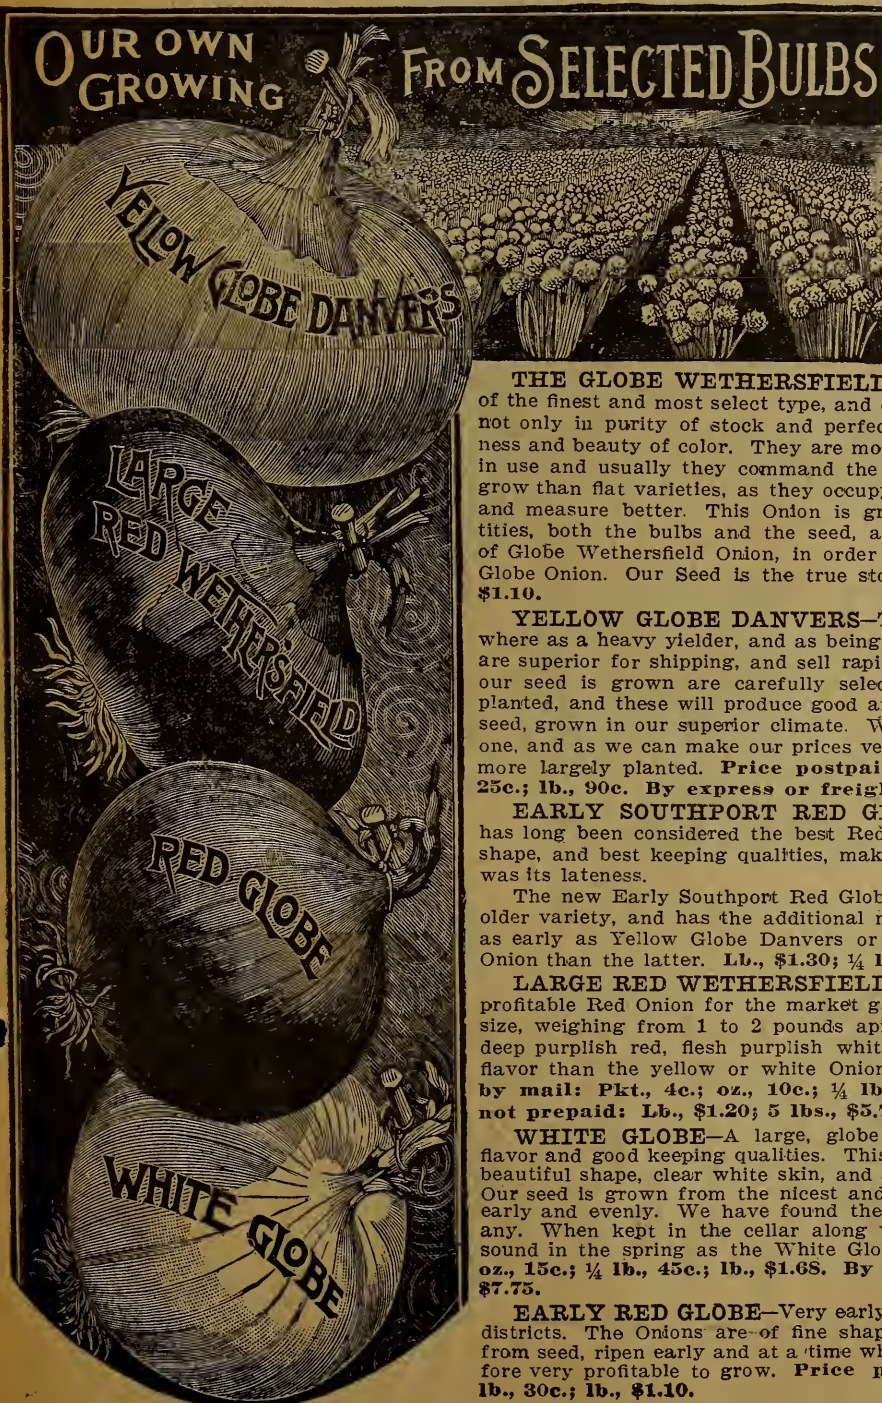 OUR OWN
GROWING
FROM SELECTED BULBS
YELLOW GLOBE DANVERS
LARGE
RED WETHERSFIELD
RED GLOBE
WHITE GLOBE
THE GLOBE WETHERSFIEL
of the finest and most select type, and
not only in purity of stock and perfec
ness and beauty of color. They are mo
in use and usually they command the
grow than flat varieties, as they occup
and measure better. This Onion is gr
tities, both the bulbs and the seed, a
of Globe Wethersfield Onion, in order
Globe Onion. Our Seed is the true sto
$1.10.
YELLOW GLOBE DANVERS—T
where as a heavy yielder, and as being
are superior for shipping, and sell rapi
our seed is grown are carefully selec
planted, and these will produce good a
seed, grown in our superior climate. W
one, and as we can make our prices ve
more largely planted. Price postpai
25c.; lb., 90c. By express or freigh
EARLY SOUTHPORT RED G
has long been considered the best Red
shape, and best keeping qualities, mak
was its lateness.
The new Early Southport Red Glob
older variety, and has the additional
as early as Yellow Globe Danvers or
Onion than the latter. Lb., $1.30; ¼ l
LARGE RED WETHERSFIEL
profitable Red Onion for the market g
size, weighing from 1 to 2 pounds ap
deep purplish red, flesh purplish whit
flavor than the yellow or white Onion
by mail: Pkt., 4c.; oz., 10c.; ¼ lb
not prepaid: Lb., $1.20; 5 lbs., $5.
WHITE GLOBE—A large, globe
flavor and good keeping qualities. This
beautiful shape, clear white skin, and
Our seed is grown from the nicest and
early and evenly. We have found the
any. When kept in the cellar along
sound in the spring as the White Glo
oz., 15c.; ¼ lb., 45c.; lb., $1.68. By
$7.75.
EARLY RED GLOBE—Very early
districts. The Onions are of fine shap
from seed, ripen early and at a time wh
fore very profitable to grow. Price p
lb., 30c.; lb., $1.10.